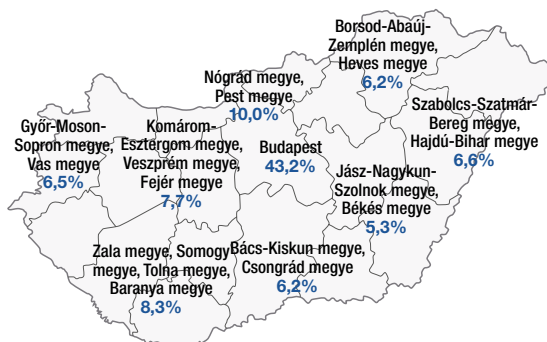 Borsod-Abaúj-
Zemplén megye,
Heves megye
6,2%
Nógrád megye,
Pest megye
10,0%
Szabolcs-Szatmár-
Bereg megye,
Hajdú-Bihar megye
6,6%
Győr-Moson-
Sopron megye,
Vas megye
6,5%
Komárom-
Esztergom megye,
Veszprém megye,
Fejér megye
7,7%
Budapest
43,2%
Jász-Nagykun-
Szolnok megye,
Békés megye
5,3%
Zala megye, Somogy
megye, Tolna megye,
Baranya megye
8,3%
Bács-Kiskun megye,
Csongrád megye
6,2%